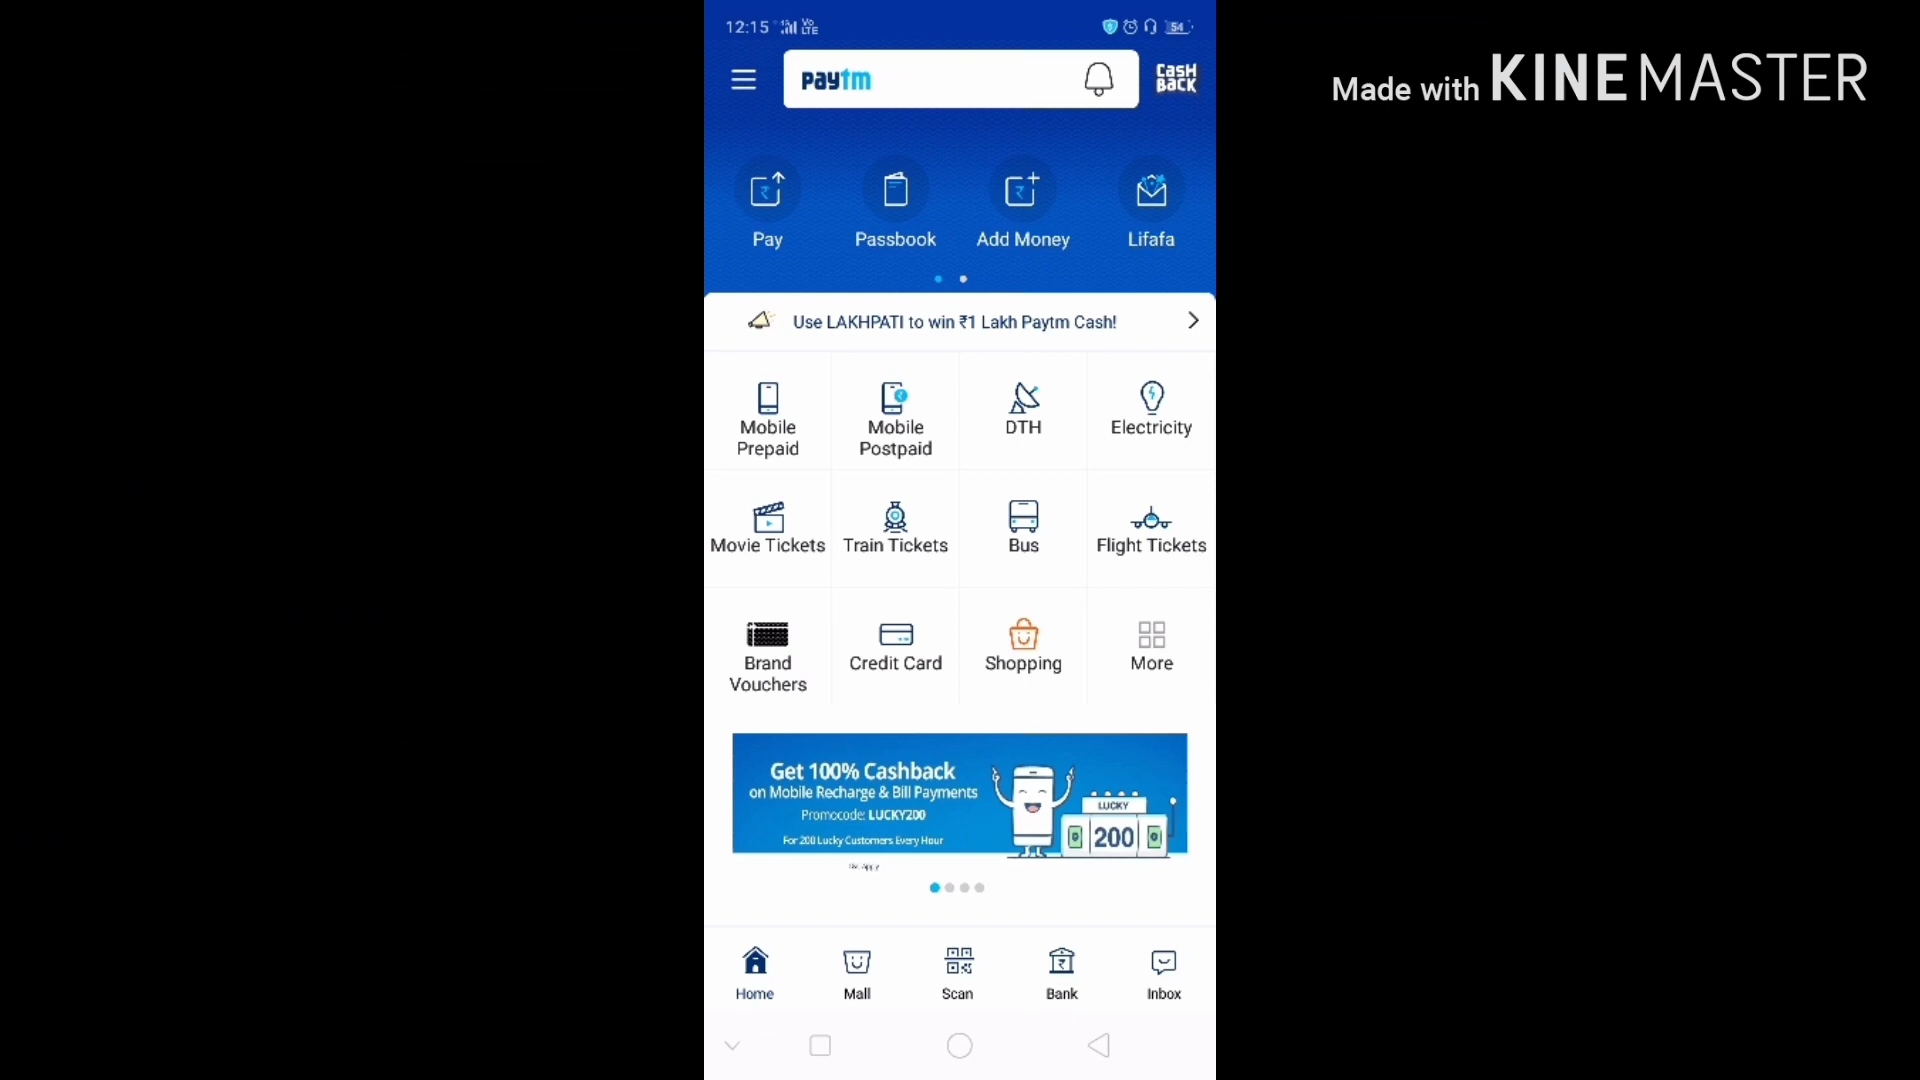 12:15
Vo
LTE
54
Made with KINEMASTER
paytm
CASH
BACK
Pay
Passbook
Add Money
Lifafa
Use LAKHPATI to win ₹1 Lakh Paytm Cash!
Mobile
Prepaid
Mobile
Postpaid
DTH
Electricity
Movie Tickets
Train Tickets
Bus
Flight Tickets
Brand
Vouchers
Credit Card
Shopping
More
Get 100% Cashback
on Mobile Recharge & Bill Payments
Promocode: LUCKY200
For 200 Lucky Customers Every Hour
LUCKY
200
Home
Mall
Scan
Bank
Inbox